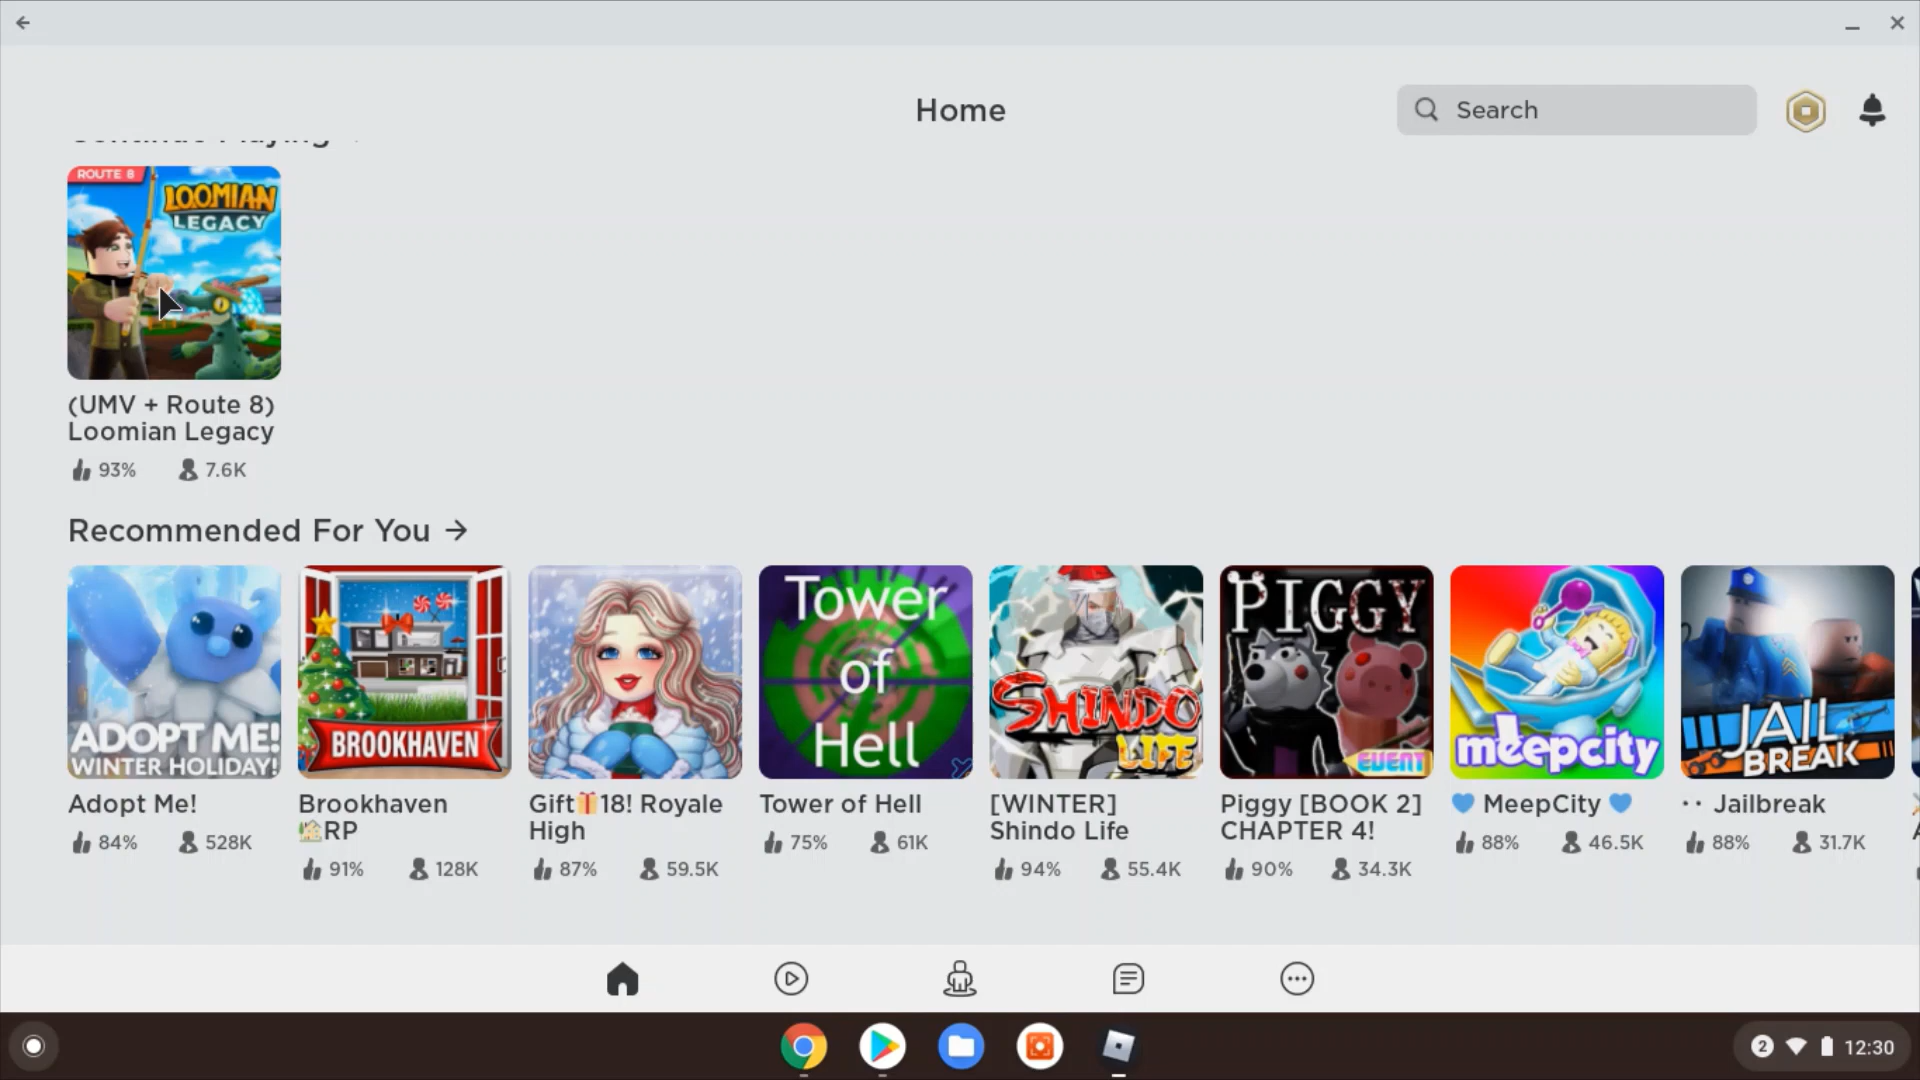 Home
Search
Continue Playing
ROUTE 8
LOOMIAN
LEGACY
(UMV + Route 8)
Loomian Legacy
93% 7.6K
Recommended For You →
ADOPT ME!
WINTER HOLIDAY!
BROOKHAVEN
Tower
of
Hell
SHINDO
LIFE
PIGGY
EVENT
meepcity
JAIL
BREAK
Adopt Me!
84% 528K
Brookhaven
🏡RP
91% 128K
Gift🎁18! Royale
High
87% 59.5K
Tower of Hell
75% 61K
[WINTER]
Shindo Life
94% 55.4K
Piggy [BOOK 2]
CHAPTER 4!
90% 34.3K
💙 MeepCity 💙
88% 46.5K
·· Jailbreak
88% 31.7K
2 12:30